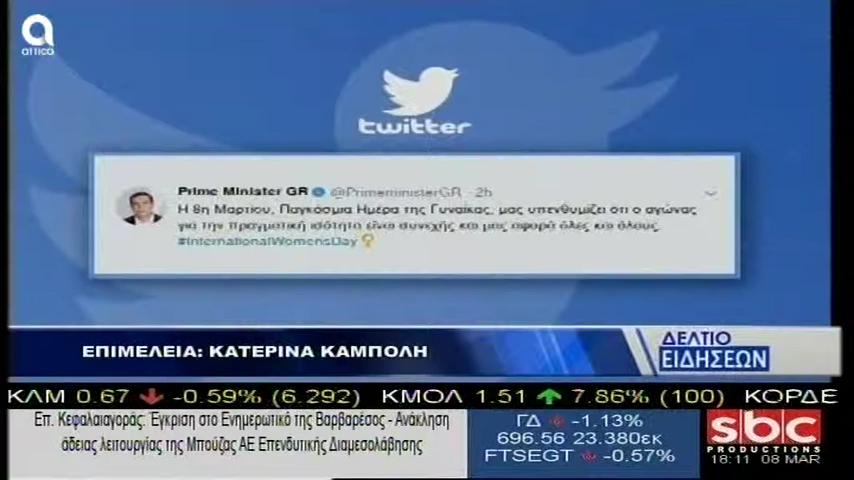 attica
twitter
Prime Minister GR @PrimeministerGR · 2h
Η 8η Μαρτίου, Παγκόσμια Ημέρα της Γυναίκας, μας υπενθυμίζει ότι ο αγώνας
για την πραγματική ισότητα είναι συνεχής και μας αφορά όλες και όλους.
#InternationalWomensDay
ΕΠΙΜΕΛΕΙΑ: ΚΑΤΕΡΙΝΑ ΚΑΜΠΟΛΗ
ΔΕΛΤΙΟ
ΕΙΔΗΣΕΩΝ
ΚΛΜ 0.67 -0.59% (6.292) ΚΜΟΛ 1.51 7.86% (100) ΚΟΡΔΕ
Επ. Κεφαλαιαγοράς: Έγκριση στο Ενημερωτικό της Βαρβαρέσος - Ανάκληση
άδειας λειτουργίας της Μπούζας ΑΕ Επενδυτικής Διαμεσολάβησης
ΓΔ -1.13%
696.56 23.380εκ
FTSEGT -0.57%
sbc
PRODUCTIONS
18:11 08 MAR